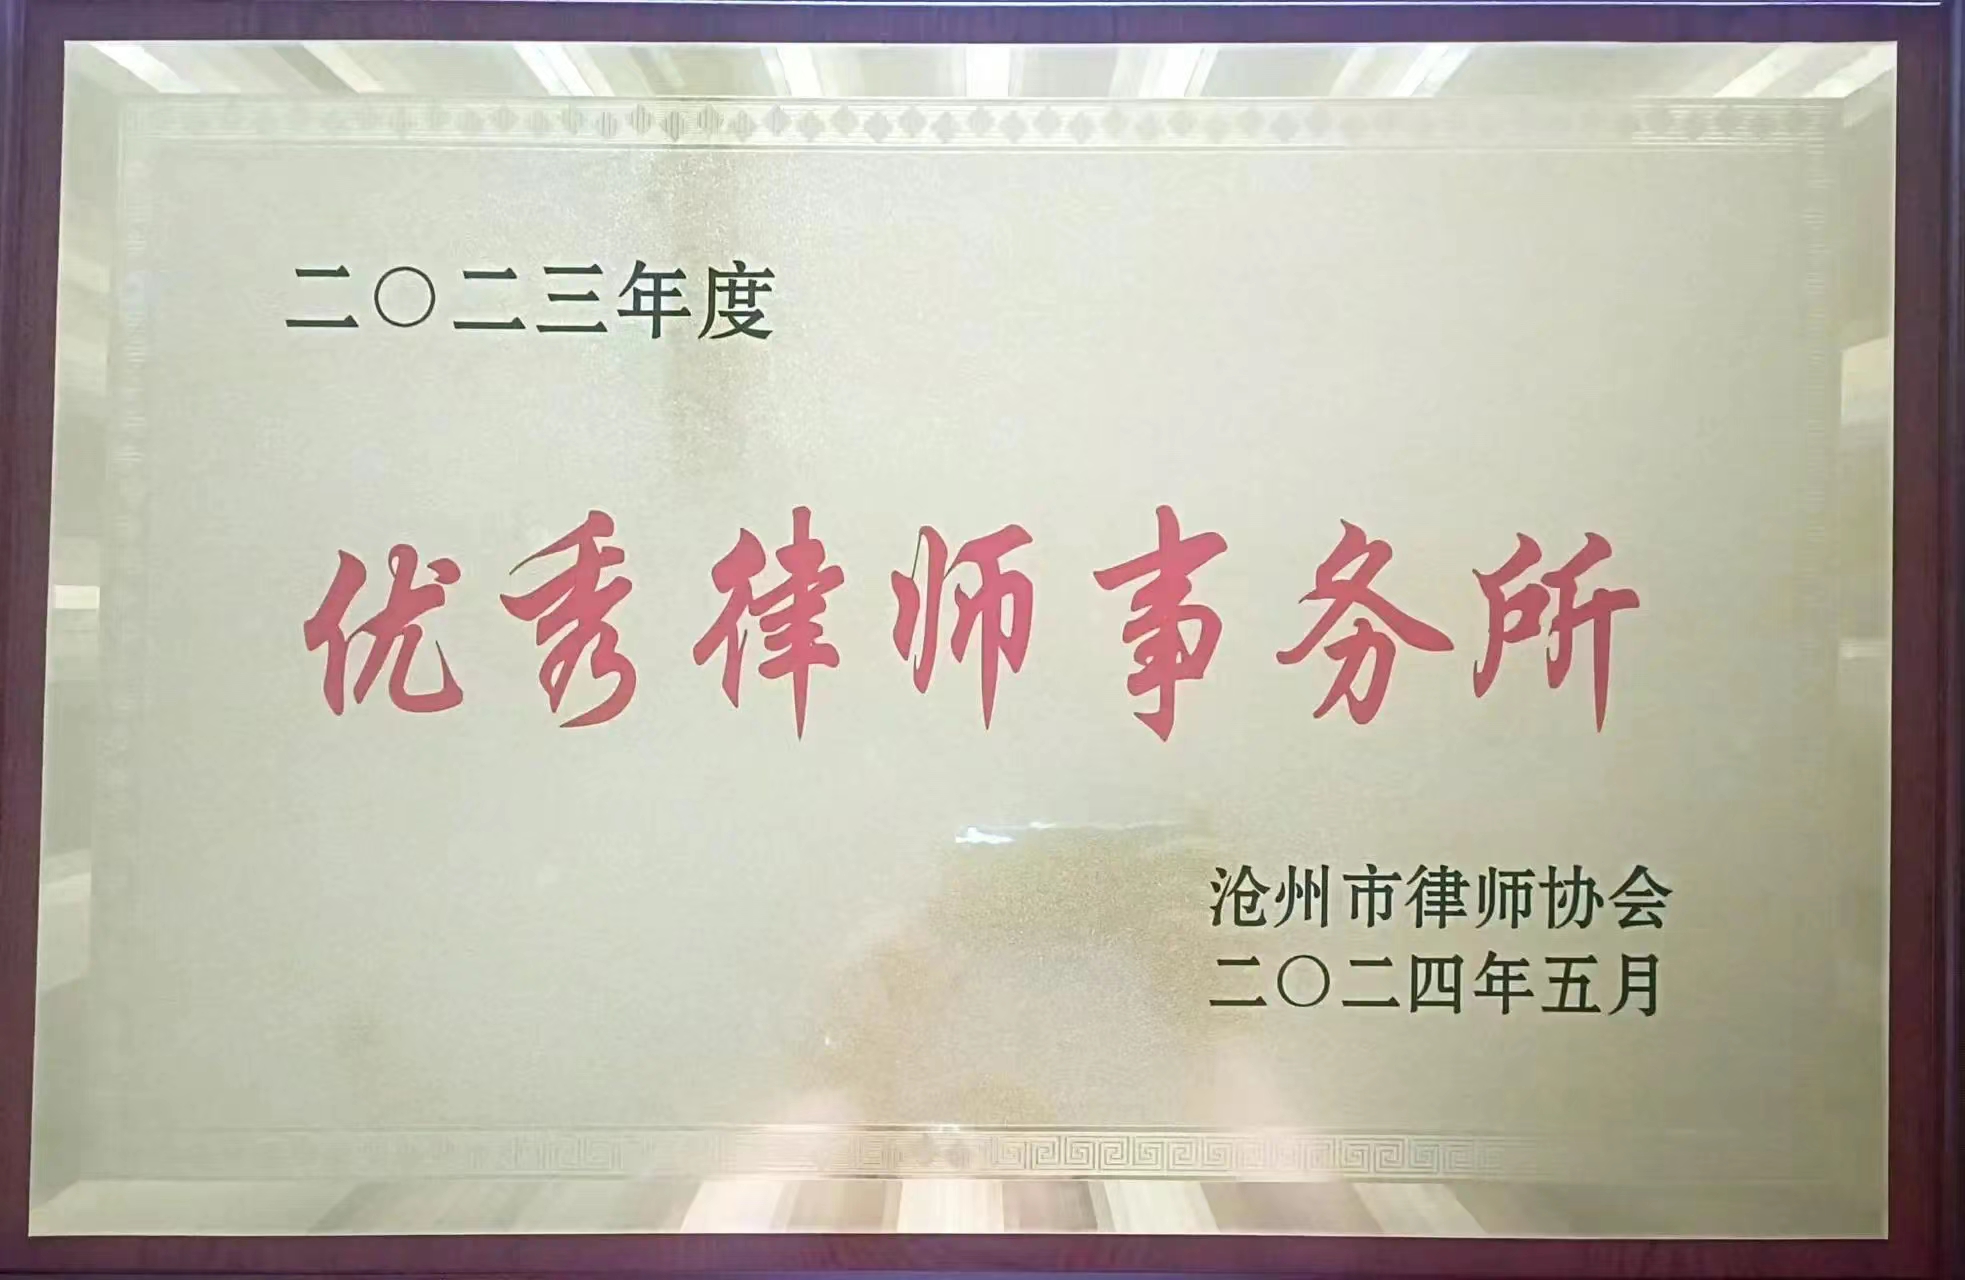 二〇二三年度
优秀律师事务所
沧州市律师协会
二〇二四年五月